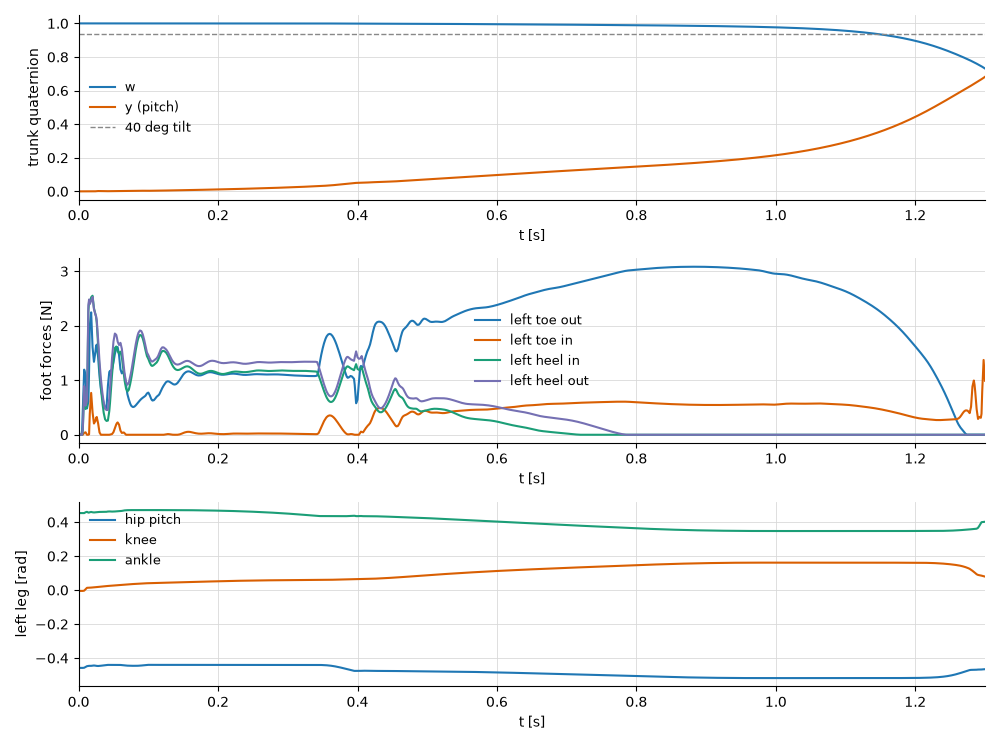 trunk quaternion
1.0
0.8
0.6
0.4
0.2
0.0
w
y (pitch)
40 deg tilt
0.0 0.2 0.4 0.6 0.8 1.0 1.2
t [s]
foot forces [N]
3
2
1
0
left toe out
left toe in
left heel in
left heel out
0.0 0.2 0.4 0.6 0.8 1.0 1.2
t [s]
left leg [rad]
0.4
0.2
0.0
−0.2
−0.4
hip pitch
knee
ankle
0.0 0.2 0.4 0.6 0.8 1.0 1.2
t [s]